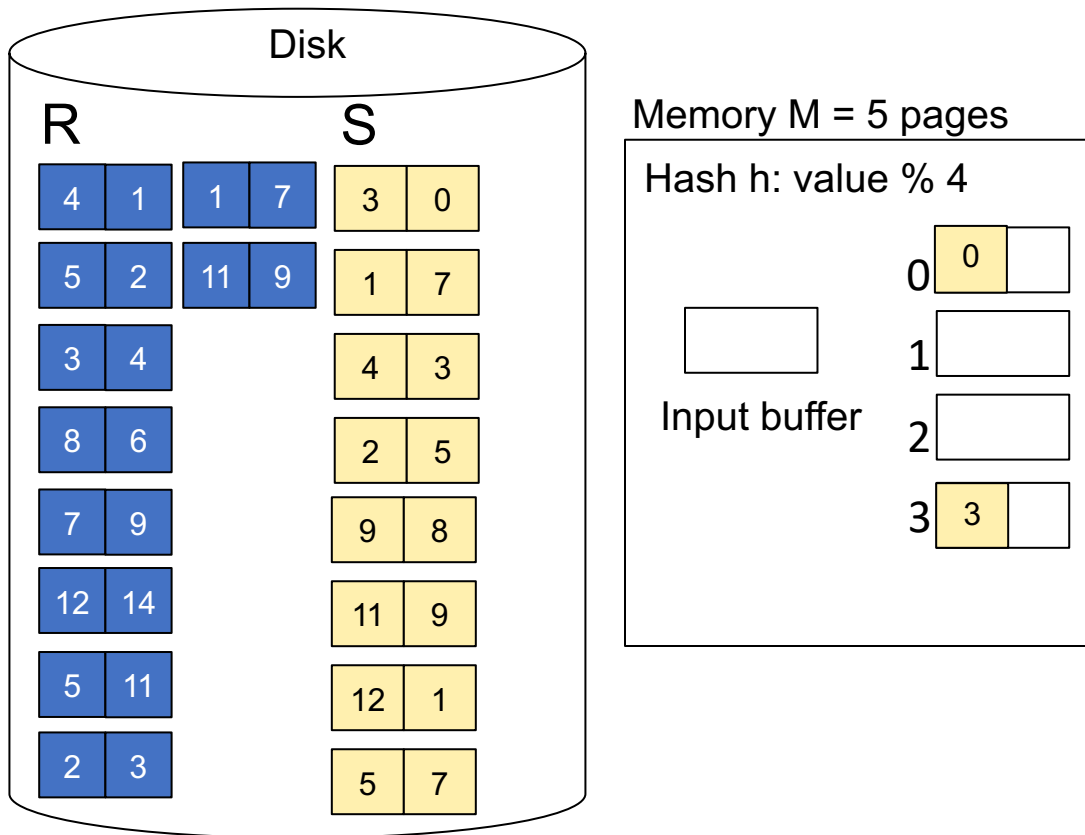 Disk
R S
4 1 1 7 3 0
5 2 11 9 1 7
3 4 4 3
8 6 2 5
7 9 9 8
12 14 11 9
5 11 12 1
2 3 5 7
Memory M = 5 pages
Hash h: value % 4
0 0
1
Input buffer
2
3 3